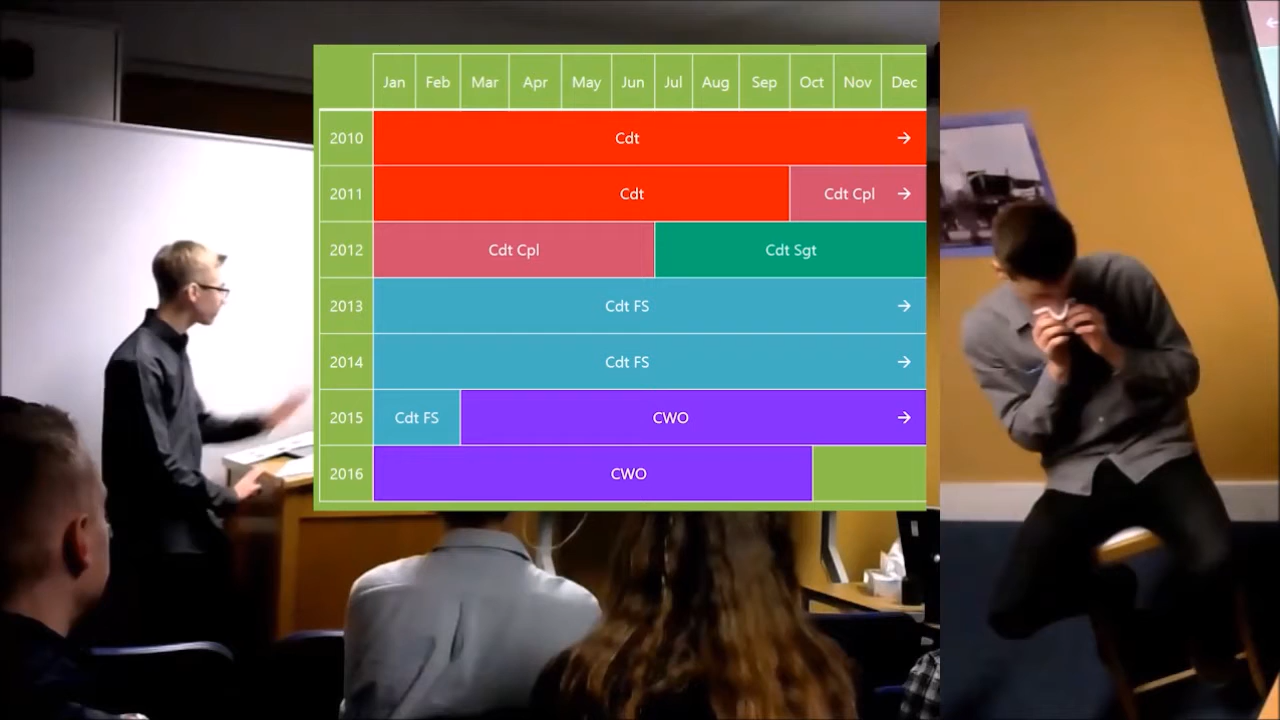 Jan Feb Mar Apr May Jun Jul Aug Sep Oct Nov Dec
2010 Cdt →
2011 Cdt Cdt Cpl →
2012 Cdt Cpl Cdt Sgt
2013 Cdt FS →
2014 Cdt FS →
2015 Cdt FS CWO →
2016 CWO